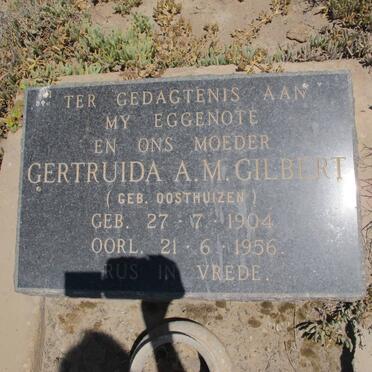 TER GEDAGTENIS AAN
MY EGGENOTE
EN ONS MOEDER
GERTRUIDA A.M. GILBERT
(GEB. OOSTHUIZEN)
GEB. 27-7-1904
OORL. 21-6-1956.
RUS IN VREDE.